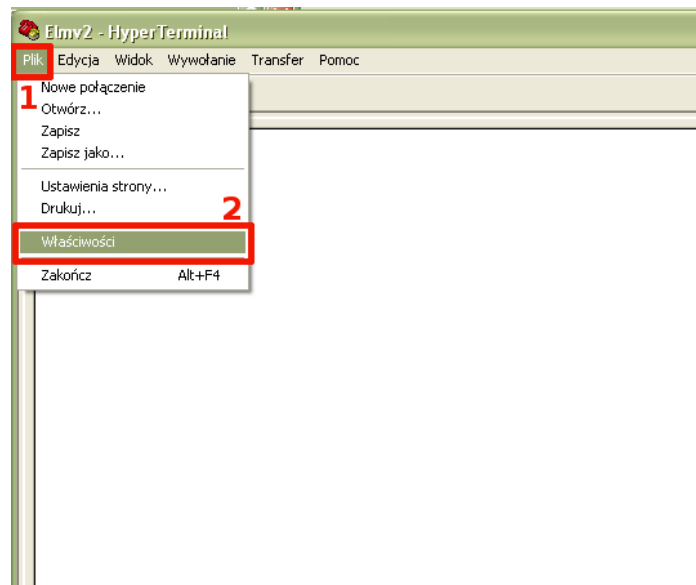 Elmv2 - HyperTerminal
Plik Edycja Widok Wywołanie Transfer Pomoc
1
Nowe połączenie
Otwórz...
Zapisz
Zapisz jako...
Ustawienia strony...
Drukuj...
2
Właściwości
Zakończ Alt+F4